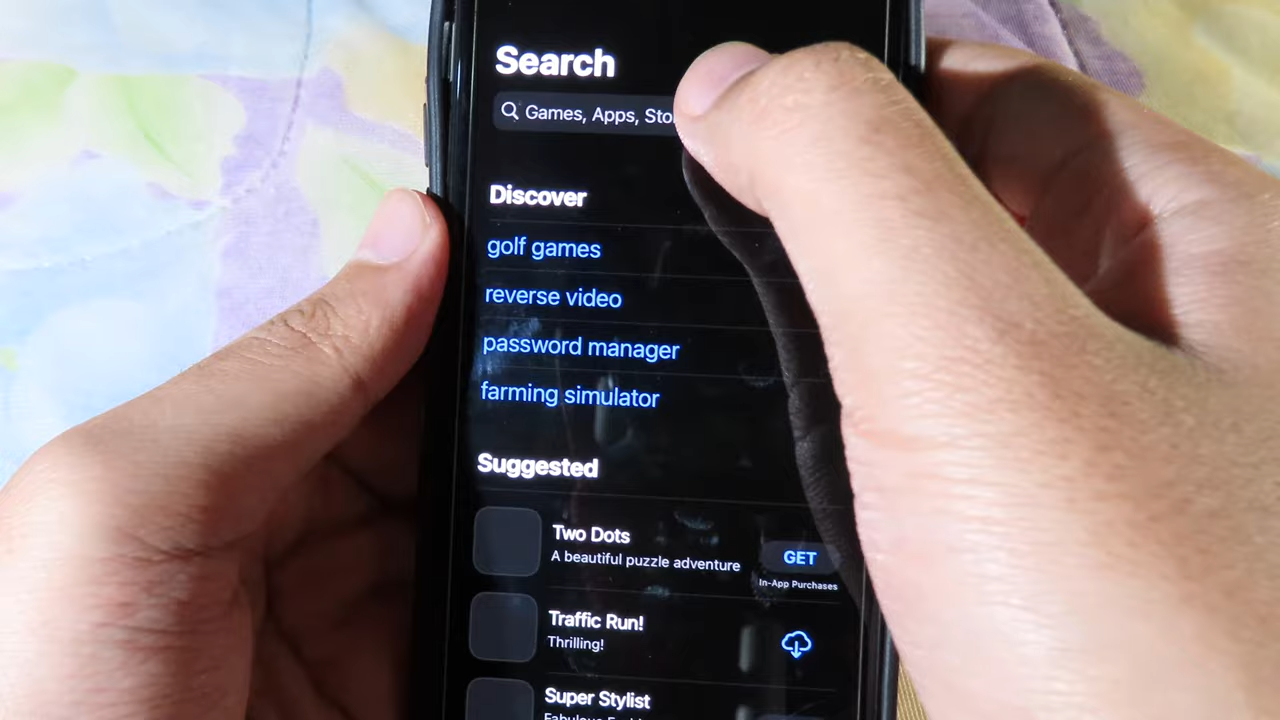 Search
Games, Apps, Sto
Discover
golf games
reverse video
password manager
farming simulator
Suggested
Two Dots
A beautiful puzzle adventure
GET
In-App Purchases
Traffic Run!
Thrilling!
Super Stylist
Fabulous